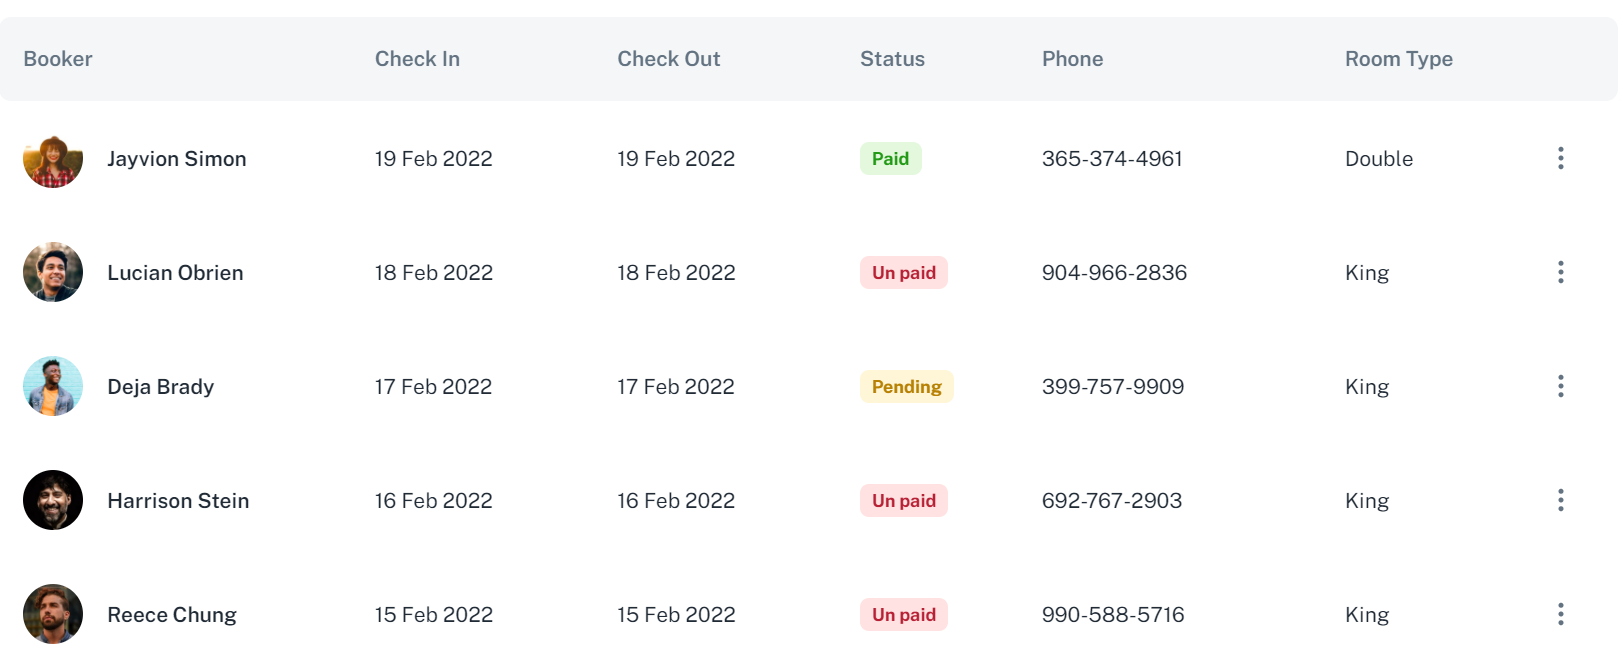 Booker Check In Check Out Status Phone Room Type
Jayvion Simon 19 Feb 2022 19 Feb 2022 Paid 365-374-4961 Double
Lucian Obrien 18 Feb 2022 18 Feb 2022 Un paid 904-966-2836 King
Deja Brady 17 Feb 2022 17 Feb 2022 Pending 399-757-9909 King
Harrison Stein 16 Feb 2022 16 Feb 2022 Un paid 692-767-2903 King
Reece Chung 15 Feb 2022 15 Feb 2022 Un paid 990-588-5716 King